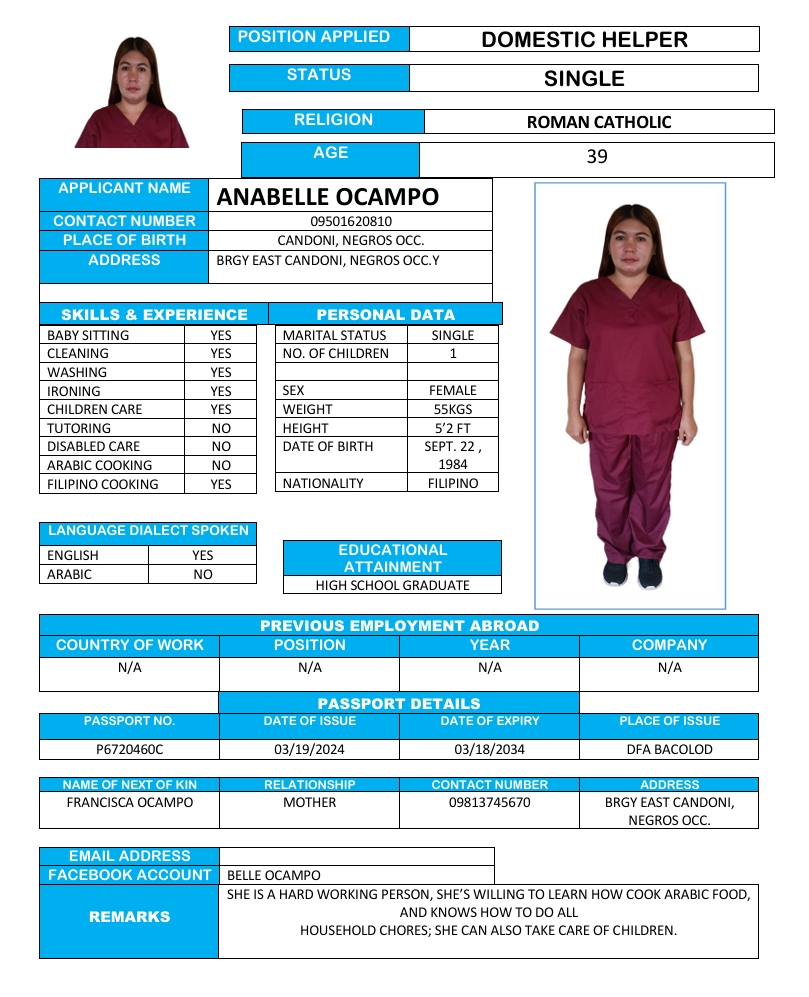 POSITION APPLIED DOMESTIC HELPER
STATUS SINGLE
RELIGION ROMAN CATHOLIC
AGE 39
APPLICANT NAME ANABELLE OCAMPO
CONTACT NUMBER 09501620810
PLACE OF BIRTH CANDONI, NEGROS OCC.
ADDRESS BRGY EAST CANDONI, NEGROS OCC.Y
SKILLS & EXPERIENCE
BABY SITTING YES
CLEANING YES
WASHING YES
IRONING YES
CHILDREN CARE YES
TUTORING NO
DISABLED CARE NO
ARABIC COOKING NO
FILIPINO COOKING YES
PERSONAL DATA
MARITAL STATUS SINGLE
NO. OF CHILDREN 1
SEX FEMALE
WEIGHT 55KGS
HEIGHT 5’2 FT
DATE OF BIRTH SEPT. 22 ,
1984
NATIONALITY FILIPINO
LANGUAGE DIALECT SPOKEN
ENGLISH YES
ARABIC NO
EDUCATIONAL
ATTAINMENT
HIGH SCHOOL GRADUATE
PREVIOUS EMPLOYMENT ABROAD
COUNTRY OF WORK POSITION YEAR COMPANY
N/A N/A N/A N/A
PASSPORT DETAILS
PASSPORT NO. DATE OF ISSUE DATE OF EXPIRY PLACE OF ISSUE
P6720460C 03/19/2024 03/18/2034 DFA BACOLOD
NAME OF NEXT OF KIN RELATIONSHIP CONTACT NUMBER ADDRESS
FRANCISCA OCAMPO MOTHER 09813745670 BRGY EAST CANDONI,
NEGROS OCC.
EMAIL ADDRESS
FACEBOOK ACCOUNT BELLE OCAMPO
REMARKS
SHE IS A HARD WORKING PERSON, SHE’S WILLING TO LEARN HOW COOK ARABIC FOOD,
AND KNOWS HOW TO DO ALL
HOUSEHOLD CHORES; SHE CAN ALSO TAKE CARE OF CHILDREN.